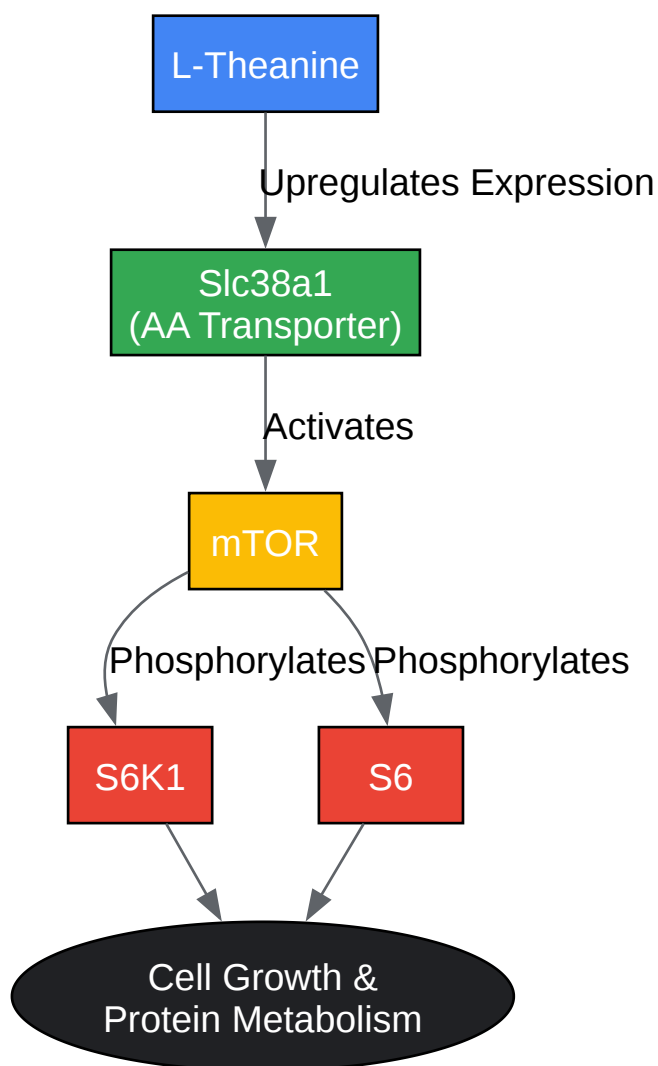 L-Theanine
Upregulates Expression
Slc38a1
(AA Transporter)
Activates
mTOR
Phosphorylates
Phosphorylates
S6K1
S6
Cell Growth &
Protein Metabolism